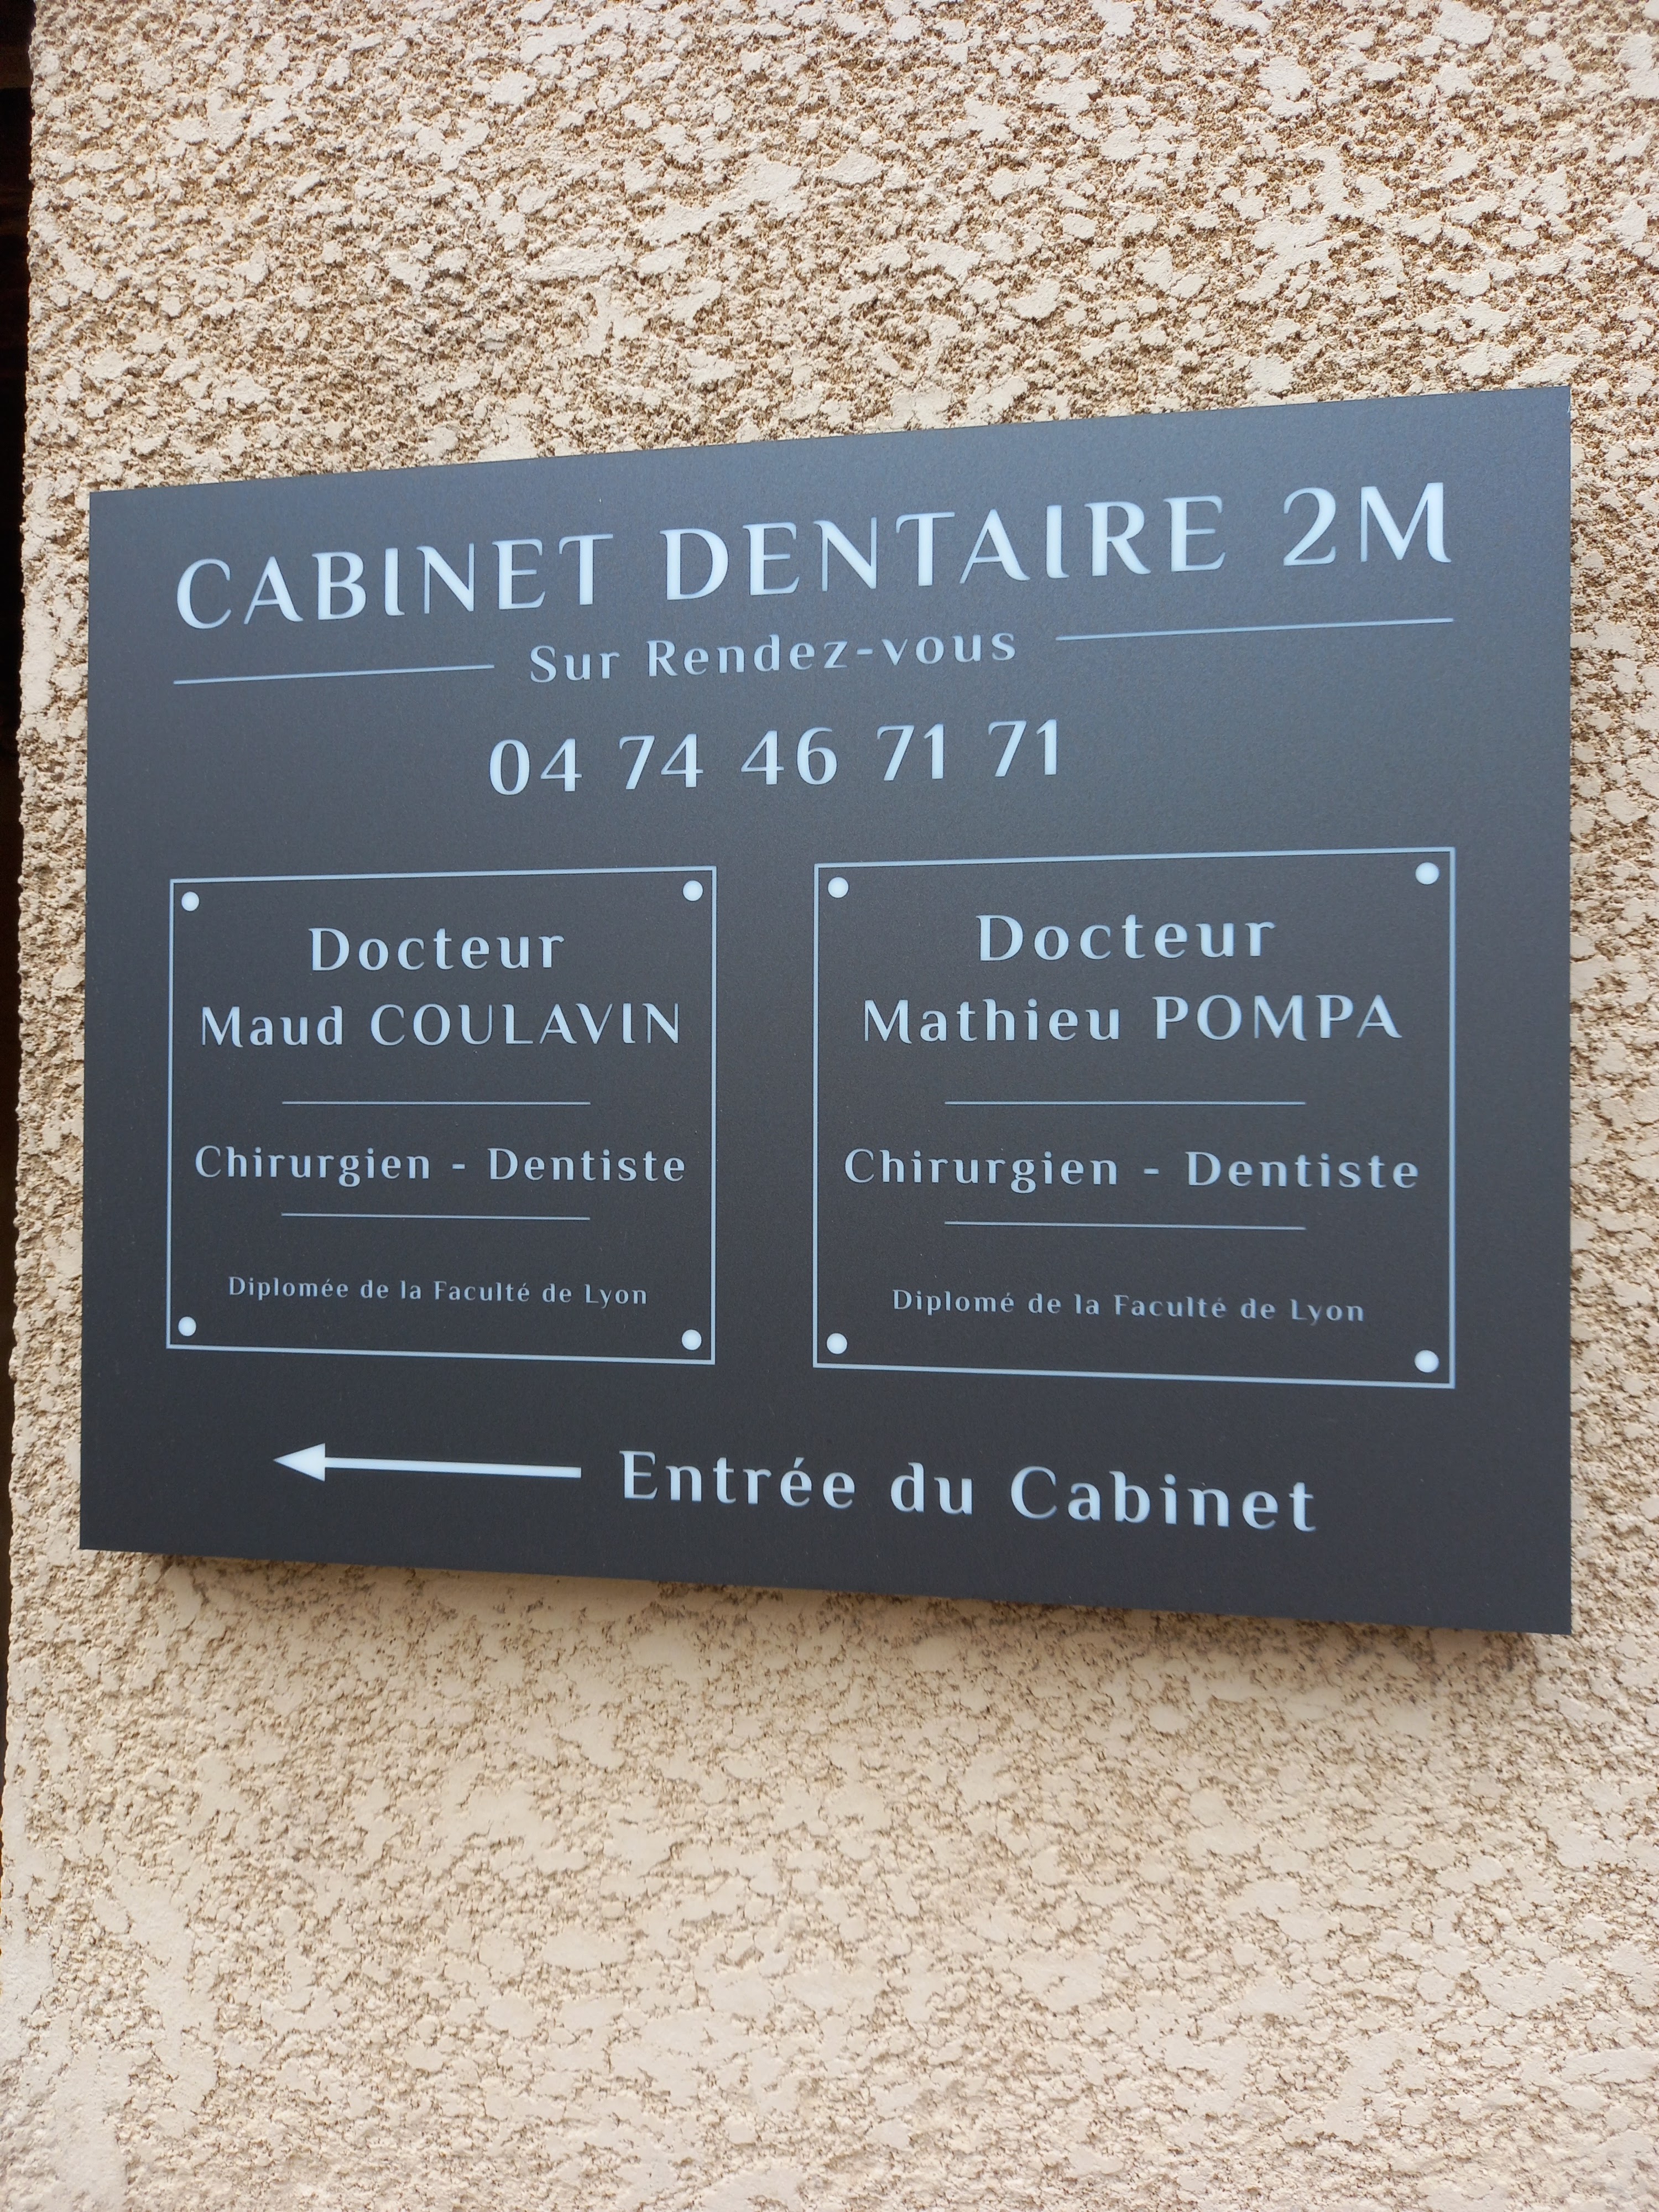 CABINET DENTAIRE 2M
Sur Rendez-vous
04 74 46 71 71
Docteur
Maud COULAVIN
Chirurgien - Dentiste
Diplomée de la Faculté de Lyon
Docteur
Mathieu POMPA
Chirurgien - Dentiste
Diplomé de la Faculté de Lyon
Entrée du Cabinet